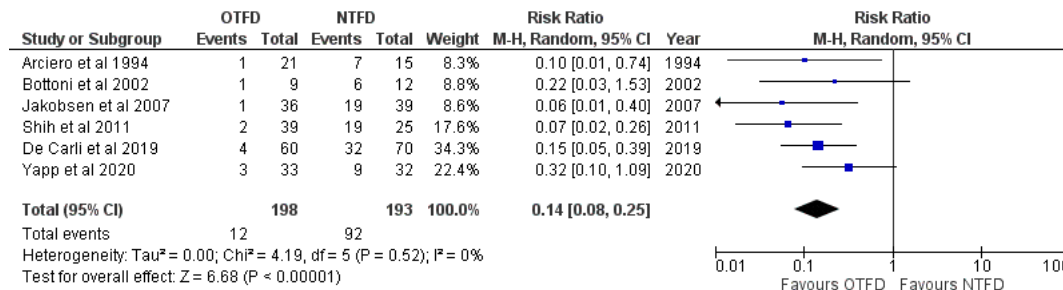 OTFD NTFD Risk Ratio Risk Ratio
Study or Subgroup Events Total Events Total Weight M-H, Random, 95% CI Year M-H, Random, 95% CI
Arciero et al 1994 1 21 7 15 8.3% 0.10 [0.01, 0.74] 1994
Bottoni et al 2002 1 9 6 12 8.8% 0.22 [0.03, 1.53] 2002
Jakobsen et al 2007 1 36 19 39 8.6% 0.06 [0.01, 0.40] 2007
Shih et al 2011 2 39 19 25 17.6% 0.07 [0.02, 0.26] 2011
De Carli et al 2019 4 60 32 70 34.3% 0.15 [0.05, 0.39] 2019
Yapp et al 2020 3 33 9 32 22.4% 0.32 [0.10, 1.09] 2020
Total (95% CI) 198 193 100.0% 0.14 [0.08, 0.25]
Total events 12 92
Heterogeneity: Tau² = 0.00; Chi² = 4.19, df = 5 (P = 0.52); I² = 0%
Test for overall effect: Z = 6.68 (P < 0.00001)
0.01 0.1 1 10 100
Favours OTFD Favours NTFD